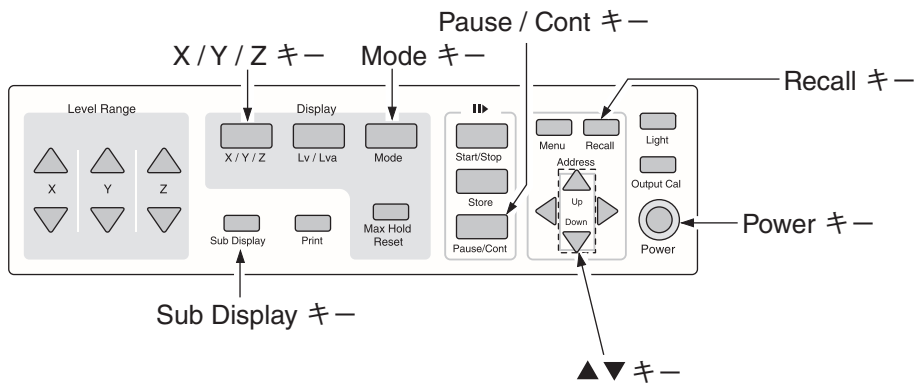 Pause / Cont キー
X / Y / Z キー
Mode キー
Recall キー
Level Range
Display
X / Y / Z
Lv / Lva
Mode
Start/Stop
Menu
Recall
Light
X
Y
Z
Address
Store
Up
Output Cal
Sub Display
Print
Max Hold
Reset
Down
Pause/Cont
Power
Power キー
Sub Display キー
▲▼ キー